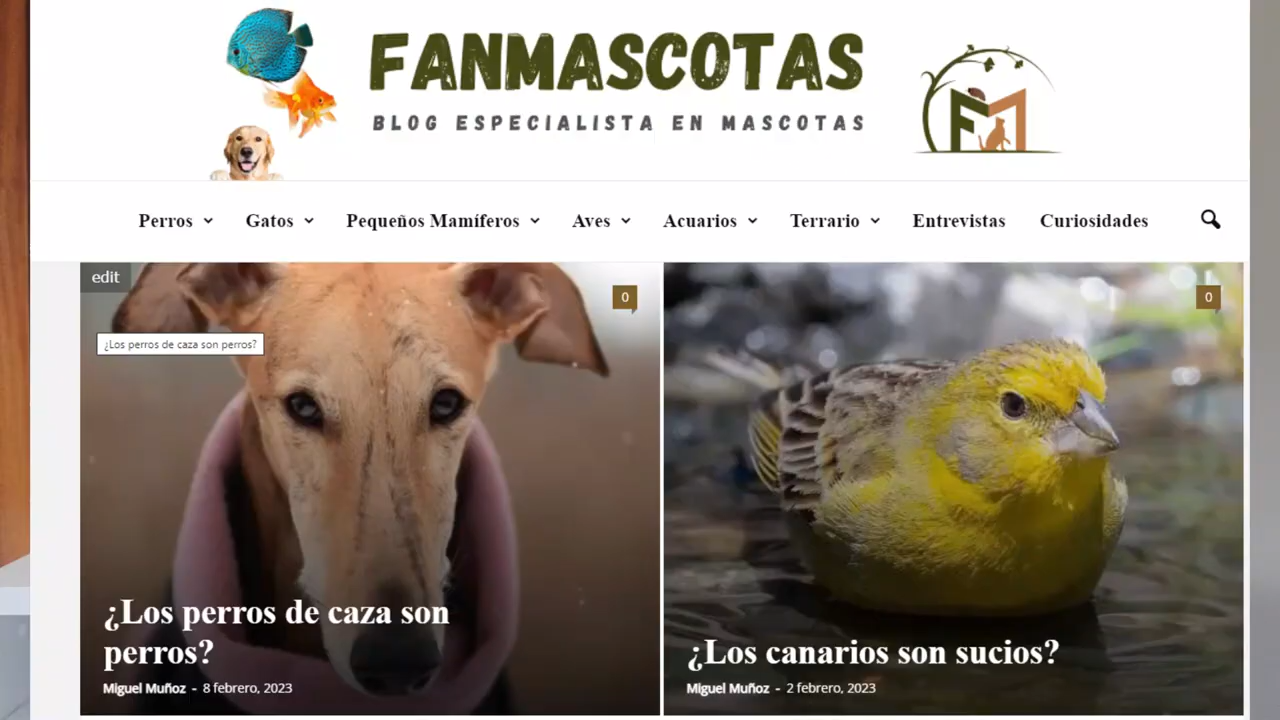 FANMASCOTAS
BLOG ESPECIALISTA EN MASCOTAS
FM
Perros Gatos Pequeños Mamíferos Aves Acuarios Terrario Entrevistas Curiosidades
edit
0
0
¿Los perros de caza son perros?
¿Los perros de caza son
perros?
Miguel Muñoz - 8 febrero, 2023
¿Los canarios son sucios?
Miguel Muñoz - 2 febrero, 2023